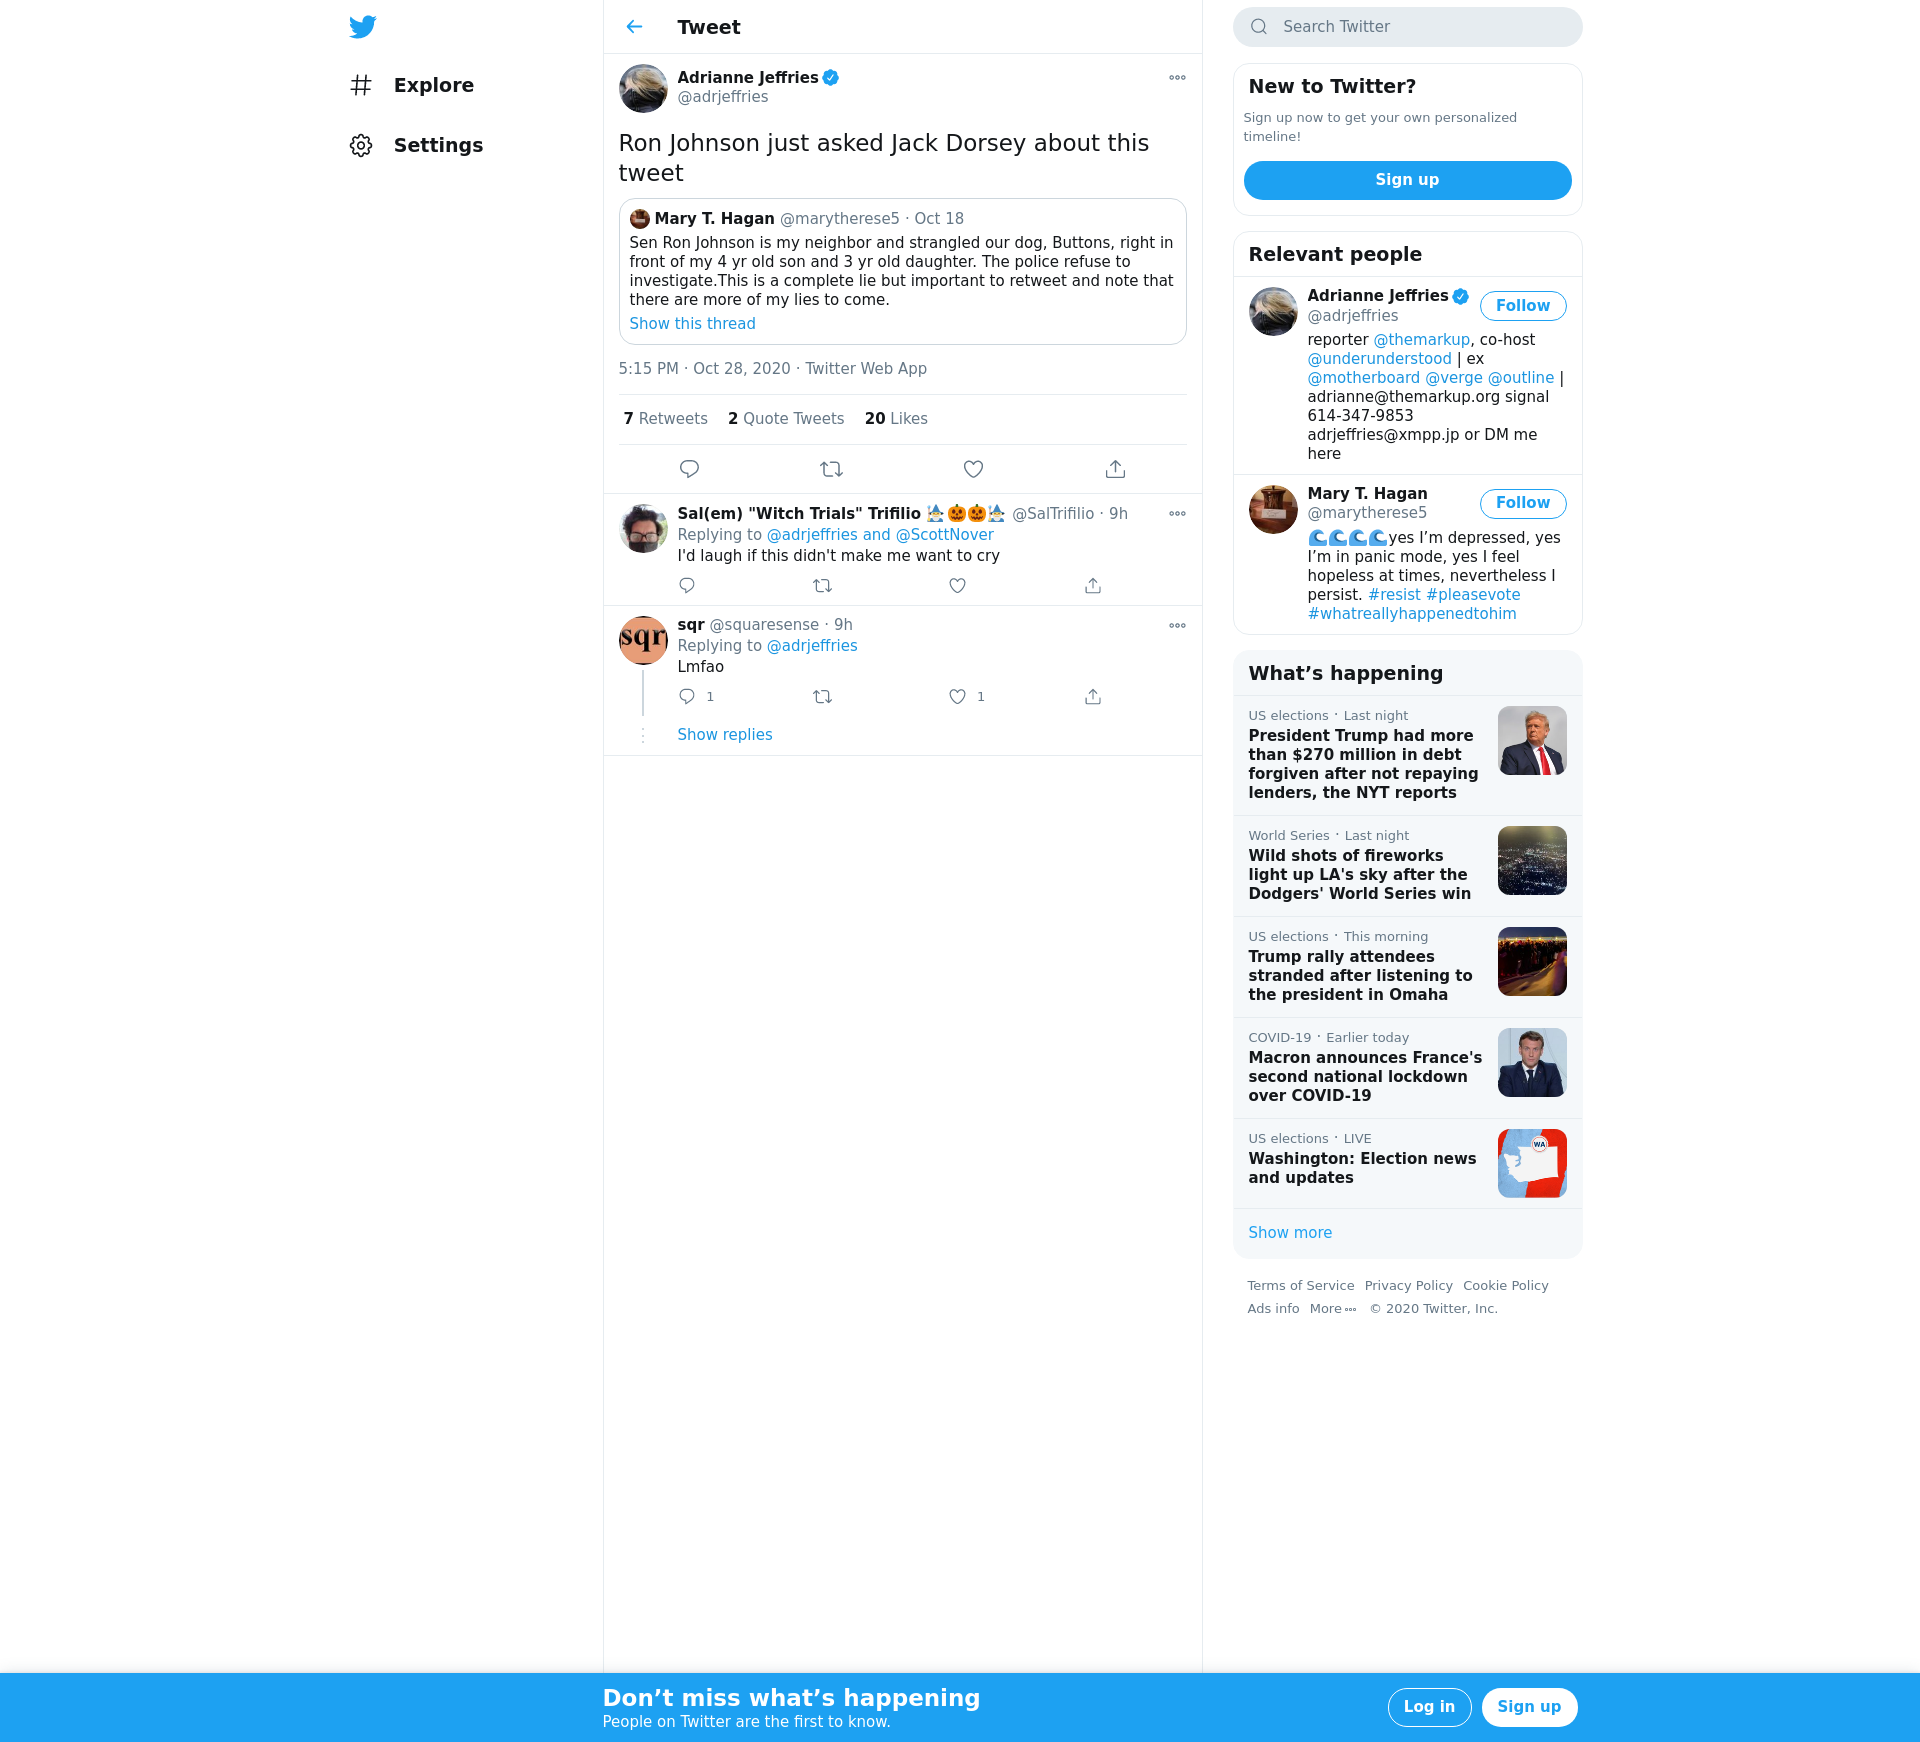 Explore
Settings
Tweet
Adrianne Jeffries
@adrjeffries
Ron Johnson just asked Jack Dorsey about this
tweet
Mary T. Hagan @marytherese5 · Oct 18
Sen Ron Johnson is my neighbor and strangled our dog, Buttons, right in
front of my 4 yr old son and 3 yr old daughter. The police refuse to
investigate.This is a complete lie but important to retweet and note that
there are more of my lies to come.
Show this thread
5:15 PM · Oct 28, 2020 · Twitter Web App
7 Retweets 2 Quote Tweets 20 Likes
Sal(em) "Witch Trials" Trifilio 🧙‍♂️🎃🎃🧙‍♂️ @SalTrifilio · 9h
Replying to @adrjeffries and @ScottNover
I'd laugh if this didn't make me want to cry
sqr
sqr @squaresense · 9h
Replying to @adrjeffries
Lmfao
1 1
Show replies
Search Twitter
New to Twitter?
Sign up now to get your own personalized
timeline!
Sign up
Relevant people
Adrianne Jeffries
Follow
@adrjeffries
reporter @themarkup, co-host
@underunderstood | ex
@motherboard @verge @outline |
adrianne@themarkup.org signal
614-347-9853
adrjeffries@xmpp.jp or DM me
here
Mary T. Hagan
Follow
@marytherese5
🌊🌊🌊🌊yes I’m depressed, yes
I’m in panic mode, yes I feel
hopeless at times, nevertheless I
persist. #resist #pleasevote
#whatreallyhappenedtohim
What’s happening
US elections · Last night
President Trump had more
than $270 million in debt
forgiven after not repaying
lenders, the NYT reports
World Series · Last night
Wild shots of fireworks
light up LA's sky after the
Dodgers' World Series win
US elections · This morning
Trump rally attendees
stranded after listening to
the president in Omaha
COVID-19 · Earlier today
Macron announces France's
second national lockdown
over COVID-19
US elections · LIVE
Washington: Election news
and updates
WA
Show more
Terms of Service Privacy Policy Cookie Policy
Ads info More © 2020 Twitter, Inc.
Don’t miss what’s happening
People on Twitter are the first to know.
Log in
Sign up